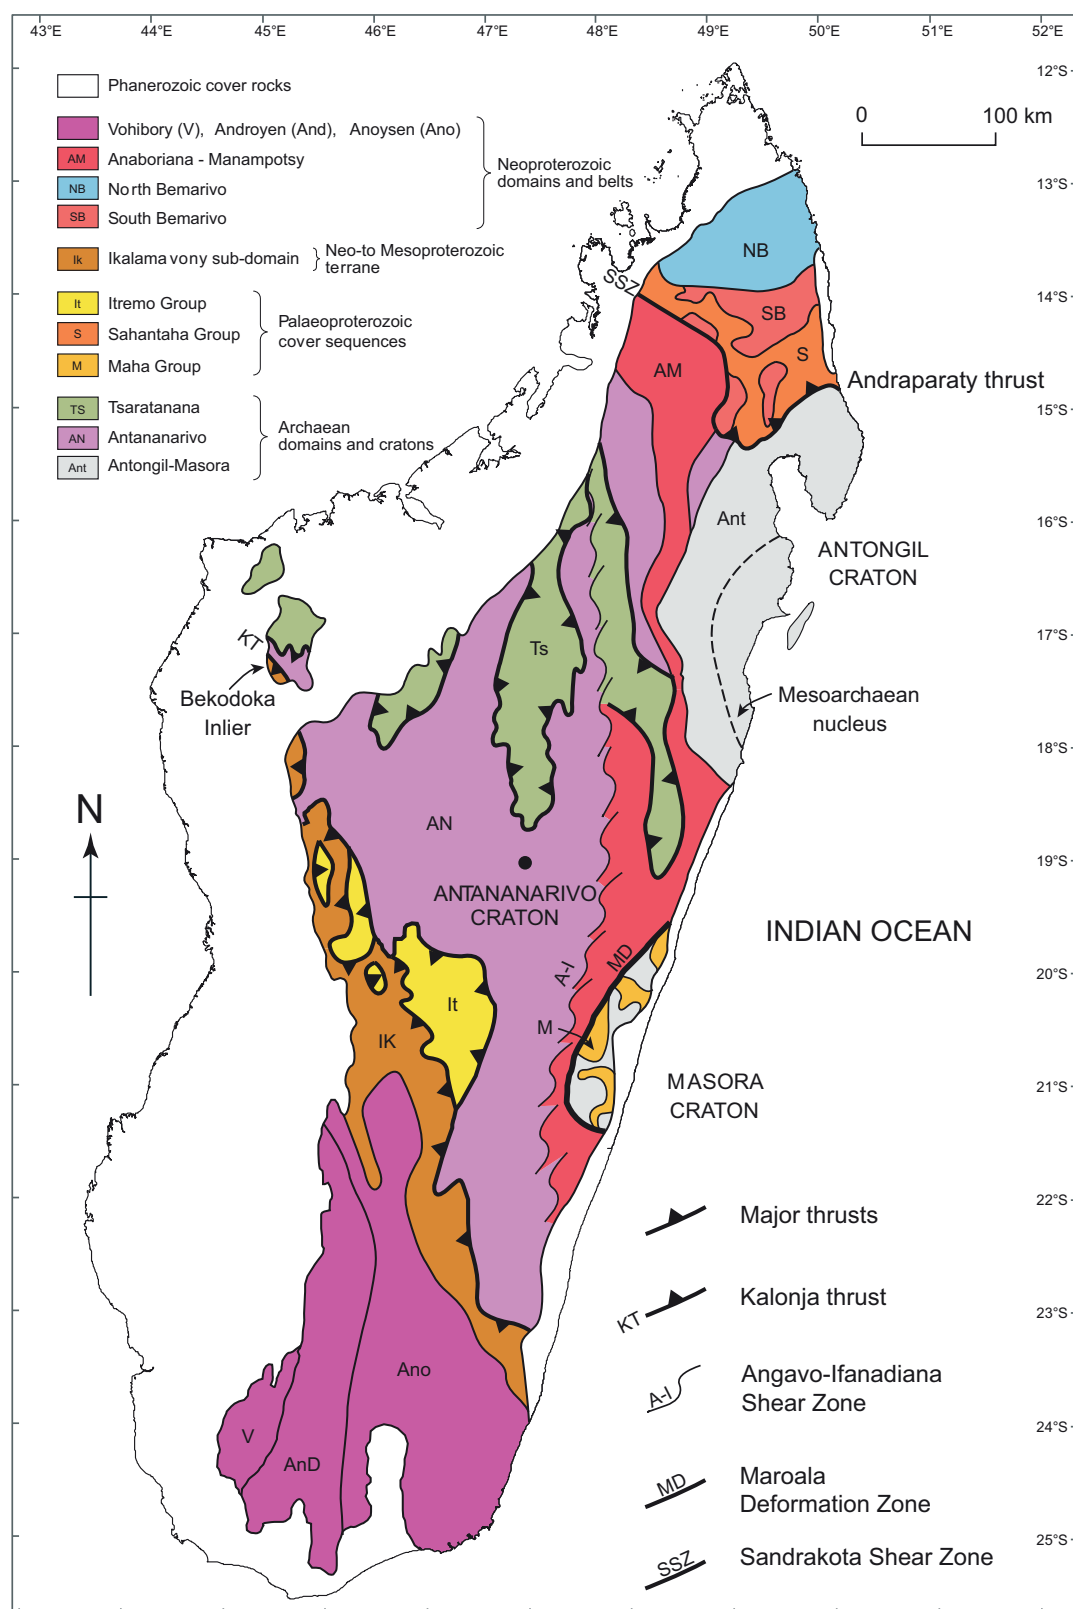 43°E 44°E 45°E 46°E 47°E 48°E 49°E 50°E 51°E 52°E
12°S
13°S
14°S
15°S
16°S
17°S
18°S
19°S
20°S
21°S
22°S
23°S
24°S
25°S
0 100 km
Phanerozoic cover rocks
Vohibory (V), Androyen (And), Anoysen (Ano)
AM Anaboriana - Manampotsy
NB North Bemarivo
SB South Bemarivo
Neoproterozoic
domains and belts
Ik Ikalamavony sub-domain
Neo-to Mesoproterozoic
terrane
It Itremo Group
S Sahantaha Group
M Maha Group
Palaeoproterozoic
cover sequences
TS Tsaratanana
AN Antananarivo
Ant Antongil-Masora
Archaean
domains and cratons
NB
SSZ
SB
S
AM
Andraparaty thrust
Ant
ANTONGIL
CRATON
KT
Ts
Bekodoka
Inlier
Mesoarchaean
nucleus
N
AN
ANTANANARIVO
CRATON
INDIAN OCEAN
A-I
MD
It
M
IK
MASORA
CRATON
Ano
V
AnD
Major thrusts
KT
Kalonja thrust
A-I
Angavo-Ifanadiana
Shear Zone
MD
Maroala
Deformation Zone
SSZ
Sandrakota Shear Zone